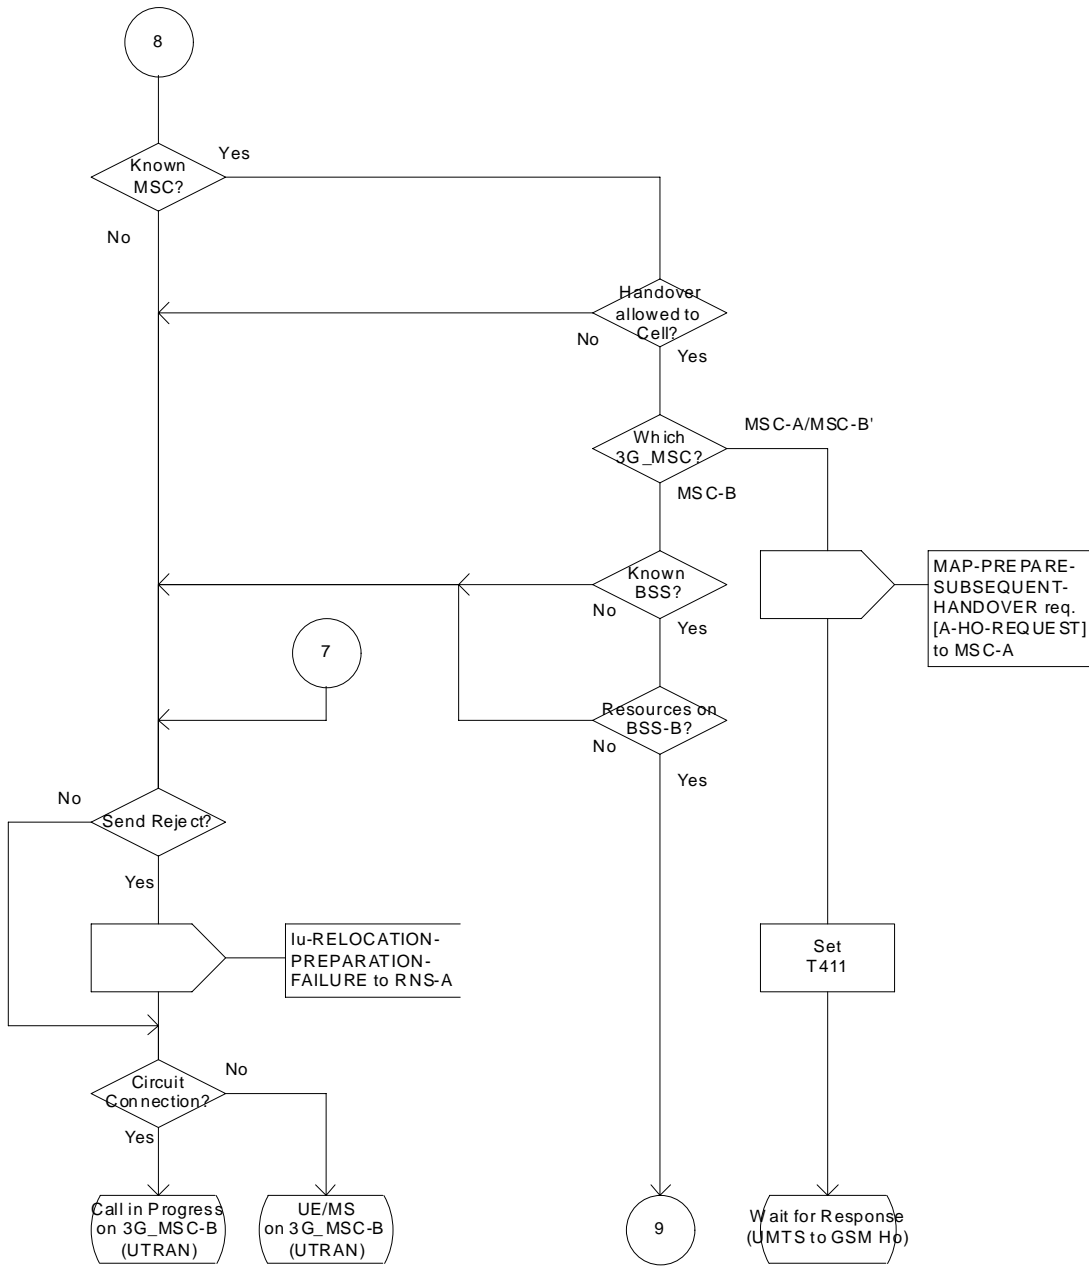 8
Known
MSC?
Yes
No
Handover
allowed to
Cell?
No
Yes
Which
3G_MSC?
MSC-A/MSC-B'
MSC-B
Known
BSS?
No
Yes
MAP-PREPARE-
SUBSEQUENT-
HANDOVER req.
[A-HO-REQUEST]
to MSC-A
7
Resources on
BSS-B?
No
Yes
No
Send Reject?
Yes
Iu-RELOCATION-
PREPARATION-
FAILURE to RNS-A
Set
T411
Circuit
Connection?
No
Yes
Call in Progress
on 3G_MSC-B
(UTRAN)
UE/MS
on 3G_MSC-B
(UTRAN)
9
Wait for Response
(UMTS to GSM Ho)